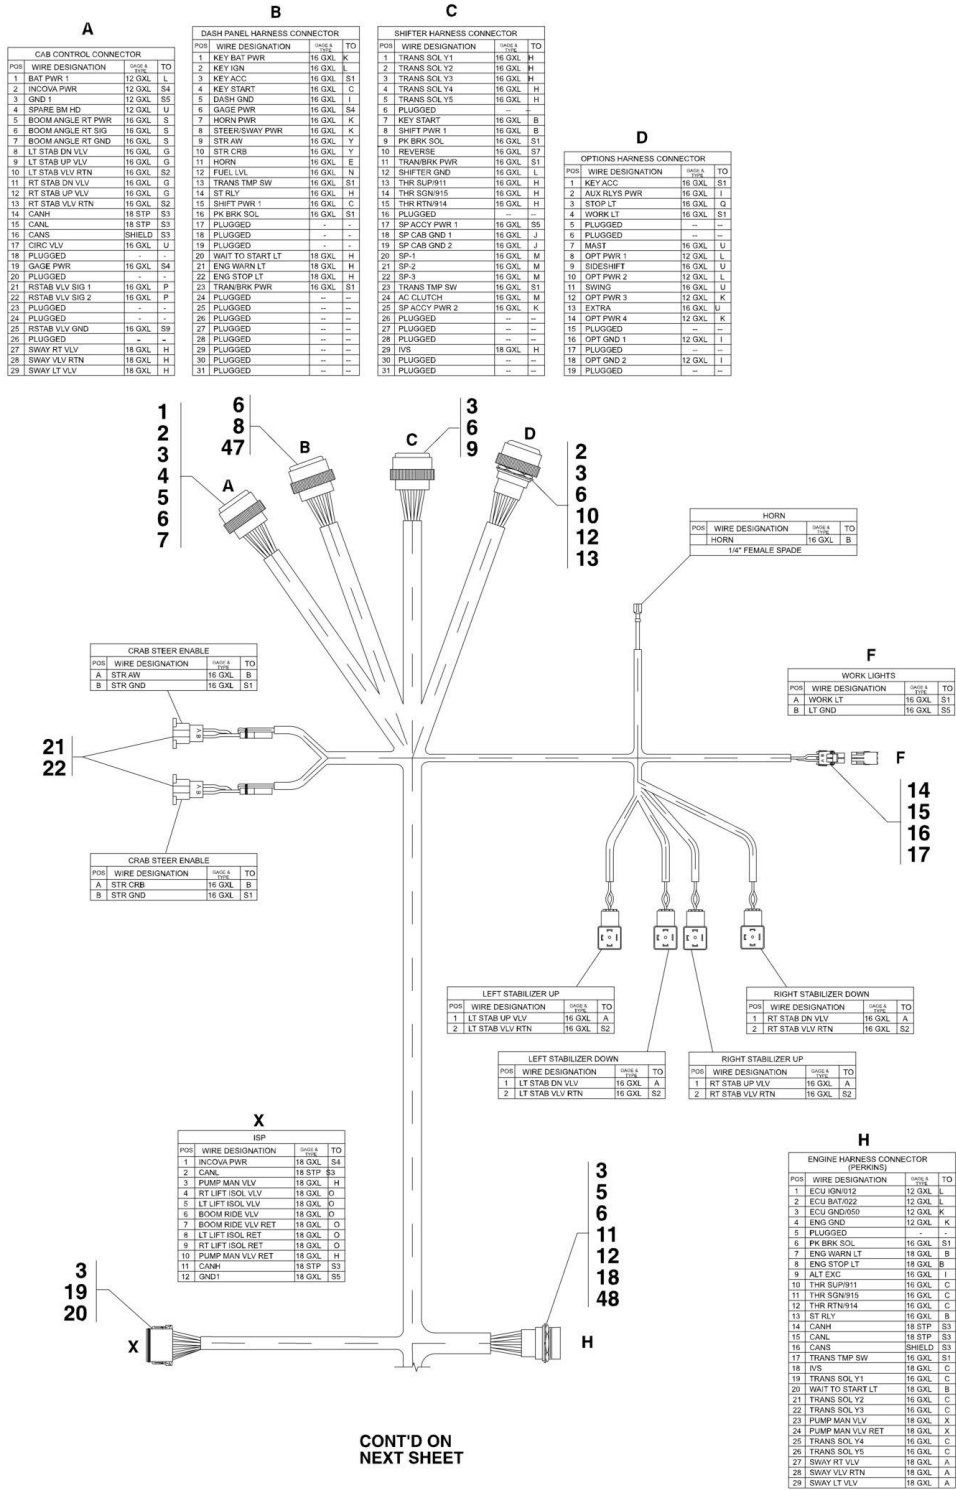 A
CAB CONTROL CONNECTOR
POS WIRE DESIGNATION GAGE & TYPE TO
1 BAT PWR 1 12 GXL L
2 INCOVA PWR 16 GXL S4
3 GND 1 12 GXL S5
4 SPARE BM HD 12 GXL U
5 BOOM ANGLE RT PWR 16 GXL S
6 BOOM ANGLE RT SIG 16 GXL S
7 BOOM ANGLE RT GND 16 GXL S
8 LT STAB DN VLV 16 GXL G
9 LT STAB UP VLV 16 GXL G
10 LT STAB VLV RTN 16 GXL S2
11 RT STAB DN VLV 16 GXL G
12 RT STAB UP VLV 16 GXL G
13 RT STAB VLV RTN 16 GXL S2
14 CANH 18 STP S3
15 CANL 18 STP S3
16 CANS SHIELD S3
17 CIRC VLV 16 GXL U
18 PLUGGED - -
19 GAGE PWR 16 GXL S4
20 PLUGGED - -
21 RSTAB VLV SIG 1 16 GXL P
22 RSTAB VLV SIG 2 16 GXL P
23 PLUGGED - -
24 PLUGGED - -
25 RSTAB VLV GND 16 GXL S9
26 PLUGGED - -
27 SWAY RT VLV 18 GXL H
28 SWAY VLV RTN 18 GXL H
29 SWAY LT VLV 18 GXL H
B
DASH PANEL HARNESS CONNECTOR
POS WIRE DESIGNATION GAGE & TYPE TO
1 KEY BAT PWR 16 GXL K
2 KEY IGN 16 GXL L
3 KEY ACC 16 GXL S1
4 KEY START 16 GXL C
5 DASH GND 16 GXL I
6 GAGE PWR 16 GXL S4
7 HORN PWR 16 GXL K
8 STEER/SWAY PWR 16 GXL K
9 STR AW 16 GXL Y
10 STR CRB 16 GXL Y
11 HORN 16 GXL E
12 FUEL LVL 16 GXL N
13 TRANS TMP SW 16 GXL S1
14 ST RLY 16 GXL H
15 SHIFT PWR 1 16 GXL C
16 PK BRK SOL 16 GXL S1
17 PLUGGED - -
18 PLUGGED - -
19 PLUGGED - -
20 WAIT TO START LT 18 GXL H
21 ENG WARN LT 18 GXL H
22 ENG STOP LT 18 GXL H
23 TRAN/BRK PWR 16 GXL S1
24 PLUGGED -- --
25 PLUGGED -- --
26 PLUGGED -- --
27 PLUGGED -- --
28 PLUGGED -- --
29 PLUGGED -- --
30 PLUGGED -- --
31 PLUGGED -- --
C
SHIFTER HARNESS CONNECTOR
POS WIRE DESIGNATION GAGE & TYPE TO
1 TRANS SOL Y1 16 GXL H
2 TRANS SOL Y2 16 GXL H
3 TRANS SOL Y3 16 GXL H
4 TRANS SOL Y4 16 GXL H
5 TRANS SOL Y5 16 GXL H
6 PLUGGED -- --
7 KEY START 16 GXL B
8 SHIFT PWR 1 16 GXL B
9 PK BRK SOL 16 GXL S1
10 REVERSE 16 GXL S7
11 TRAN/BRK PWR 16 GXL S1
12 SHIFTER GND 16 GXL L
13 THR SUP/911 16 GXL H
14 THR SGN/915 16 GXL H
15 THR RTN/914 16 GXL H
16 PLUGGED -- --
17 SP ACCY PWR 1 16 GXL S5
18 SP CAB GND 1 16 GXL J
19 SP CAB GND 2 16 GXL J
20 SP-1 16 GXL M
21 SP-2 16 GXL M
22 SP-3 16 GXL M
23 TRANS TMP SW 16 GXL S1
24 AC CLUTCH 16 GXL M
25 SP ACCY PWR 2 16 GXL K
26 PLUGGED -- --
27 PLUGGED -- --
28 PLUGGED -- --
29 IVS 18 GXL H
30 PLUGGED -- --
31 PLUGGED -- --
D
OPTIONS HARNESS CONNECTOR
POS WIRE DESIGNATION GAGE & TYPE TO
1 KEY ACC 16 GXL S1
2 AUX RLYS PWR 16 GXL I
3 STOP LT 16 GXL Q
4 WORK LT 16 GXL S1
5 PLUGGED -- --
6 PLUGGED -- --
7 MAST 16 GXL U
8 OPT PWR 1 12 GXL L
9 SIDESHIFT 16 GXL U
10 OPT PWR 2 12 GXL L
11 SWING 16 GXL U
12 OPT PWR 3 12 GXL K
13 EXTRA 16 GXL U
14 OPT PWR 4 12 GXL K
15 PLUGGED -- --
16 OPT GND 1 12 GXL I
17 PLUGGED -- --
18 OPT GND 2 12 GXL I
19 PLUGGED -- --
1
2
3
4
5
6
7
A
6
8
47
B
3
6
9
C
D
2
3
6
10
12
13
HORN
POS WIRE DESIGNATION GAGE & TYPE TO
HORN 16 GXL B
1/4" FEMALE SPADE
CRAB STEER ENABLE
POS WIRE DESIGNATION GAGE & TYPE TO
A STR AW 16 GXL B
B STR GND 16 GXL S1
F
WORK LIGHTS
POS WIRE DESIGNATION GAGE & TYPE TO
A WORK LT 16 GXL S1
B LT GND 16 GXL S5
21
22
F
14
15
16
17
CRAB STEER ENABLE
POS WIRE DESIGNATION GAGE & TYPE TO
A STR CRB 16 GXL B
B STR GND 16 GXL S1
LEFT STABILIZER UP
POS WIRE DESIGNATION GAGE & TYPE TO
1 LT STAB UP VLV 16 GXL A
2 LT STAB VLV RTN 16 GXL S2
RIGHT STABILIZER DOWN
POS WIRE DESIGNATION GAGE & TYPE TO
1 RT STAB DN VLV 16 GXL A
2 RT STAB VLV RTN 16 GXL S2
LEFT STABILIZER DOWN
POS WIRE DESIGNATION GAGE & TYPE TO
1 LT STAB DN VLV 16 GXL A
2 LT STAB VLV RTN 16 GXL S2
RIGHT STABILIZER UP
POS WIRE DESIGNATION GAGE & TYPE TO
1 RT STAB UP VLV 16 GXL A
2 RT STAB VLV RTN 16 GXL S2
X
ISP
POS WIRE DESIGNATION GAGE & TYPE TO
1 INCOVA PWR 18 GXL S4
2 CANL 18 STP S3
3 PUMP MAN VLV 18 GXL H
4 RT LIFT ISOL VLV 18 GXL O
5 LT LIFT ISOL VLV 18 GXL O
6 BOOM RIDE VLV 18 GXL O
7 BOOM RIDE VLV RET 18 GXL O
8 LT LIFT ISOL RET 18 GXL O
9 RT LIFT ISOL RET 18 GXL O
10 PUMP MAN VLV RET 18 GXL H
11 CANH 18 STP S3
12 GND1 18 GXL S5
3
19
20
X
3
5
6
11
12
18
48
H
H
ENGINE HARNESS CONNECTOR
(PERKINS)
POS WIRE DESIGNATION GAGE & TYPE TO
1 ECU IGN/012 12 GXL L
2 ECU BAT/022 12 GXL L
3 ECU GND/050 12 GXL K
4 ENG GND 12 GXL K
5 PLUGGED - -
6 PK BRK SOL 16 GXL S1
7 ENG WARN LT 18 GXL B
8 ENG STOP LT 18 GXL B
9 ALT EXC 16 GXL I
10 THR SUP/911 16 GXL C
11 THR SGN/915 16 GXL C
12 THR RTN/914 16 GXL C
13 ST RLY 16 GXL B
14 CANH 18 STP S3
15 CANL 18 STP S3
16 CANS SHIELD S3
17 TRANS TMP SW 16 GXL S1
18 IVS 18 GXL C
19 TRANS SOL Y1 16 GXL C
20 WAIT TO START LT 18 GXL B
21 TRANS SOL Y2 16 GXL C
22 TRANS SOL Y3 16 GXL C
23 PUMP MAN VLV 18 GXL X
24 PUMP MAN VLV RET 18 GXL X
25 TRANS SOL Y4 16 GXL C
26 TRANS SOL Y5 16 GXL C
27 SWAY RT VLV 18 GXL A
28 SWAY VLV RTN 18 GXL A
29 SWAY LT VLV 18 GXL A
CONT'D ON
NEXT SHEET